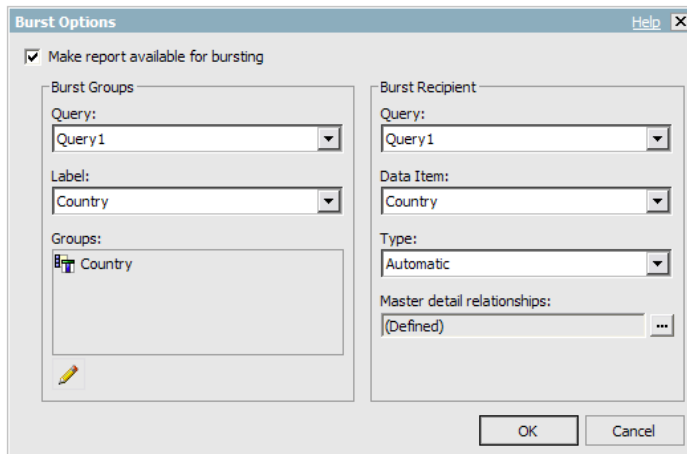 Burst Options
Help
Make report available for bursting
Burst Groups
Query:
Query1
Label:
Country
Groups:
Country
Burst Recipient
Query:
Query1
Data Item:
Country
Type:
Automatic
Master detail relationships:
(Defined)
...
OK
Cancel